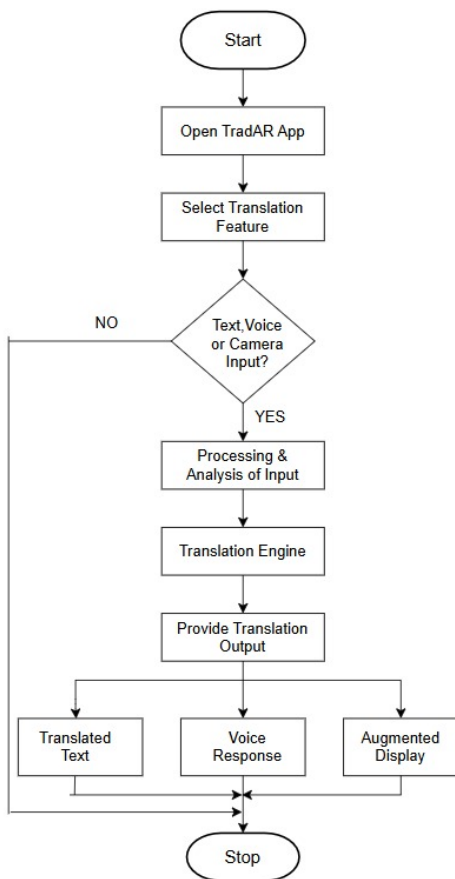 Start
Open TradAR App
Select Translation
Feature
NO
Text,Voice
or Camera
Input?
YES
Processing &
Analysis of Input
Translation Engine
Provide Translation
Output
Translated
Text
Voice
Response
Augmented
Display
Stop